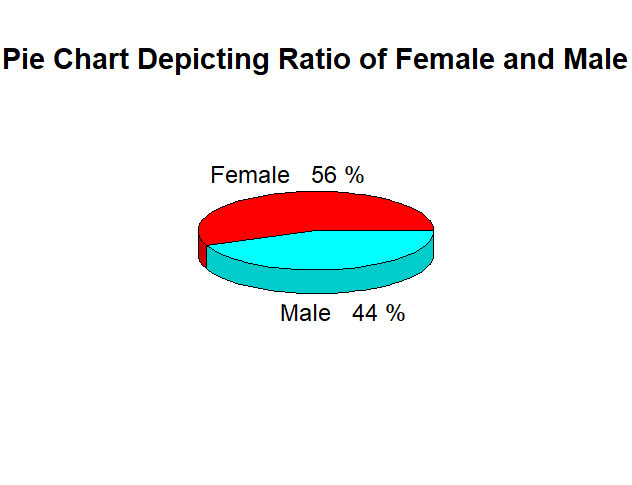 Pie Chart Depicting Ratio of Female and Male
Female   56 %
Male   44 %